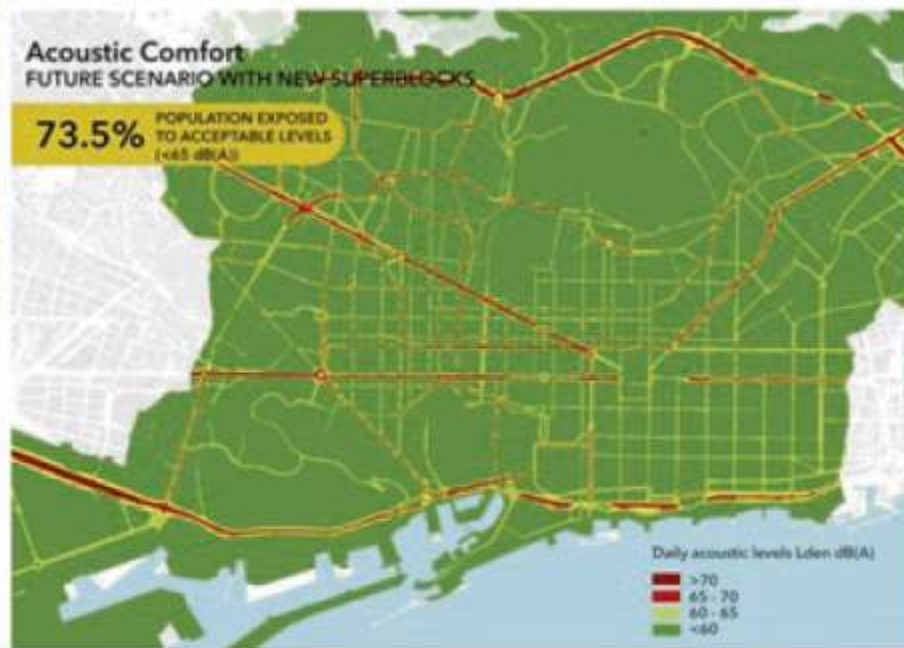 Acoustic Comfort
FUTURE SCENARIO WITH NEW SUPERBLOCKS
73.5%
POPULATION EXPOSED
TO ACCEPTABLE LEVELS
(<65 dB(A))
Daily acoustic levels Lden dB(A)
>70
65 - 70
60 - 65
<60